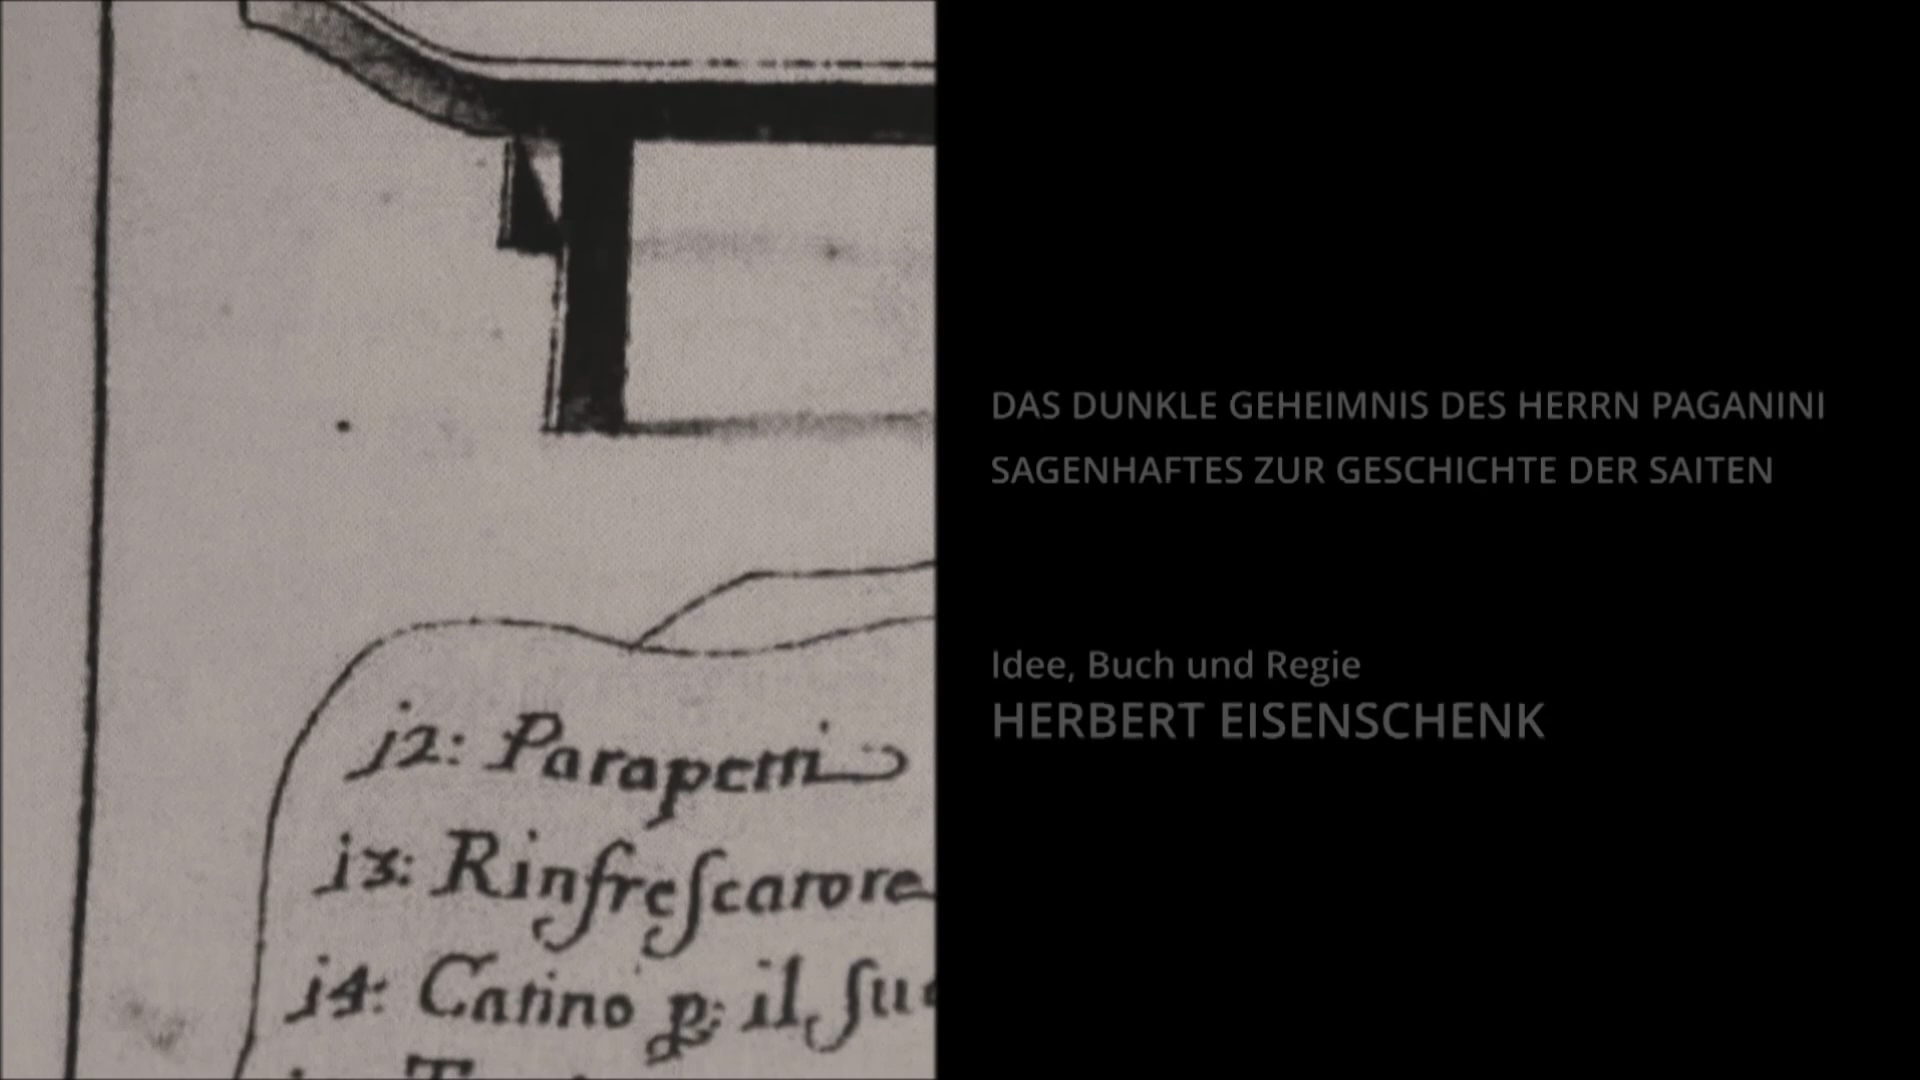 DAS DUNKLE GEHEIMNIS DES HERRN PAGANINI
SAGENHAFTES ZUR GESCHICHTE DER SAITEN
Idee, Buch und Regie
HERBERT EISENSCHENK
j2: Parapetti
j3: Rinfreſcatore
j4: Catino p: il